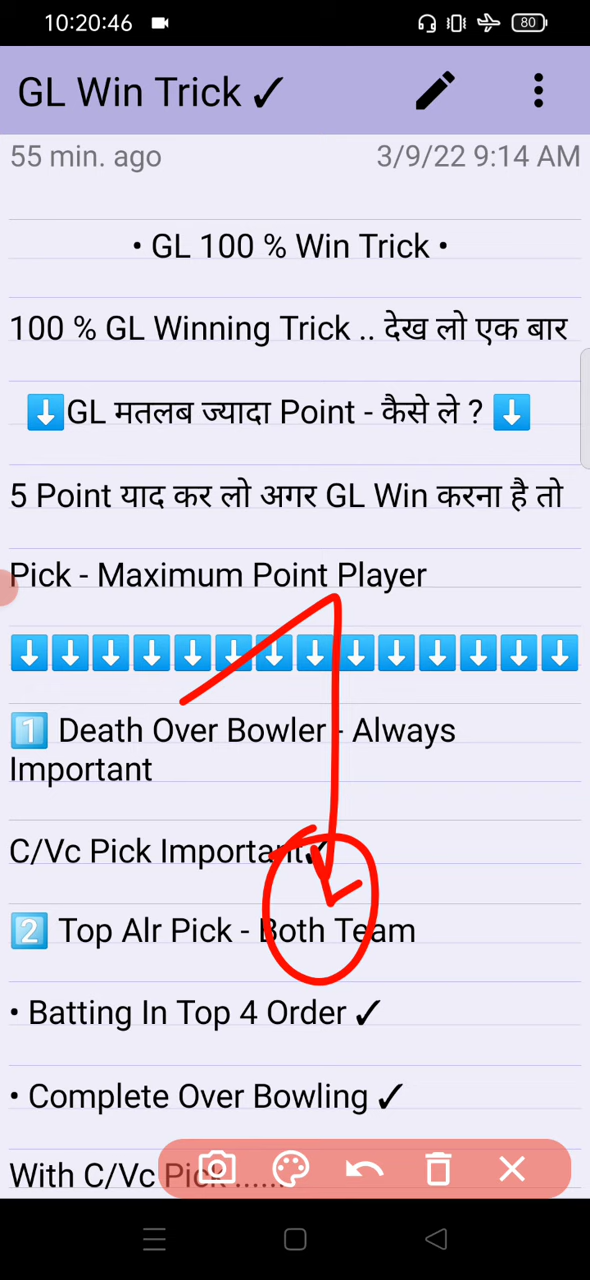 10:20:46
80
GL Win Trick ✓
55 min. ago 3/9/22 9:14 AM
• GL 100 % Win Trick •
100 % GL Winning Trick .. देख लो एक बार
⬇️GL मतलब ज्यादा Point - कैसे ले ? ⬇️
5 Point याद कर लो अगर GL Win करना है तो
Pick - Maximum Point Player
⬇️⬇️⬇️⬇️⬇️⬇️⬇️⬇️⬇️⬇️⬇️⬇️⬇️⬇️
1️⃣ Death Over Bowler - Always
Important
C/Vc Pick Important✓
2️⃣ Top Alr Pick - Both Team
• Batting In Top 4 Order ✓
• Complete Over Bowling ✓
With C/Vc Pick ......